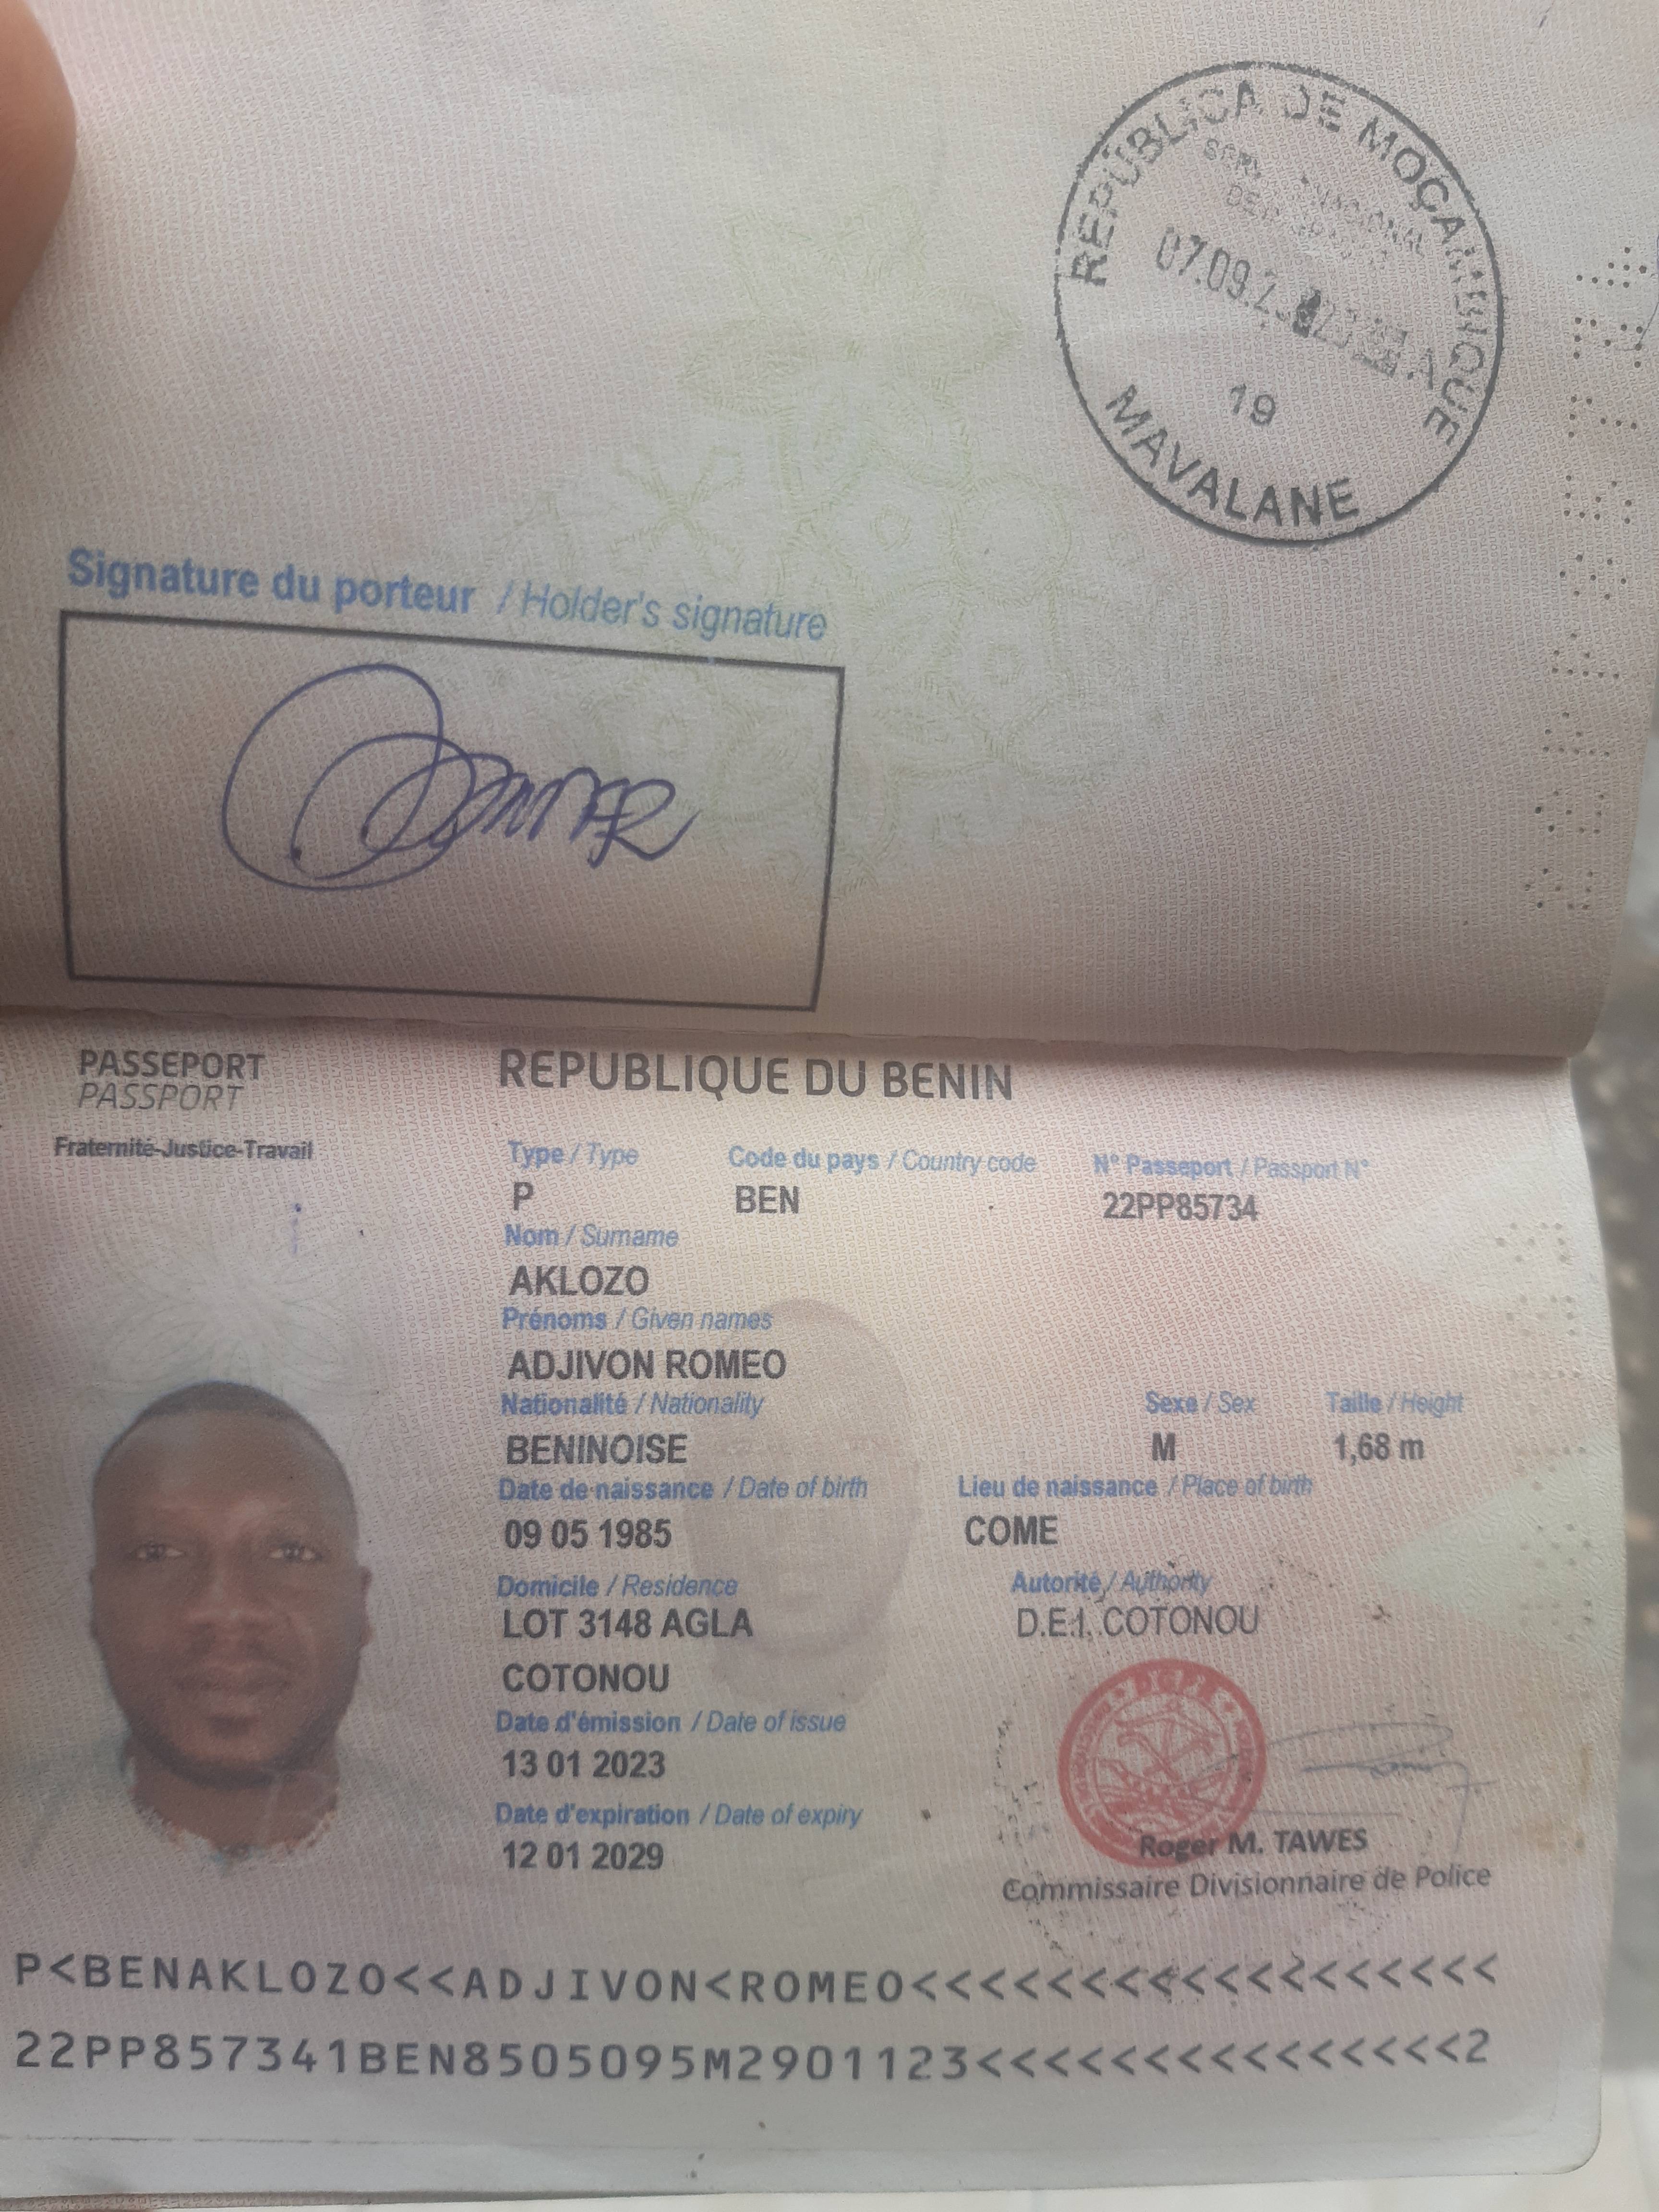 REPÚBLICA DE MOÇAMBIQUE
NACIONAL
07.09.2
19
MAVALANE
Signature du porteur / Holder's signature
PASSEPORT
PASSPORT
REPUBLIQUE DU BENIN
Fraternité-Justice-Travail
Type / Type Code du pays / Country code N° Passeport / Passport N°
P BEN 22PP85734
Nom / Surname
AKLOZO
Prénoms / Given names
ADJIVON ROMEO
Nationalité / Nationality Sexe / Sex Taille / Height
BENINOISE M 1,68 m
Date de naissance / Date of birth Lieu de naissance / Place of birth
09 05 1985 COME
Domicile / Residence Autorité / Authority
LOT 3148 AGLA D.E.I. COTONOU
COTONOU
Date d'émission / Date of issue
13 01 2023
Date d'expiration / Date of expiry
12 01 2029
Roger M. TAWES
Commissaire Divisionnaire de Police
P<BENAKLOZO<<ADJIVON<ROMEO<<<<<<<<<<<<<<<<<<
22PP857341BEN8505095M2901123<<<<<<<<<<<<<<<2